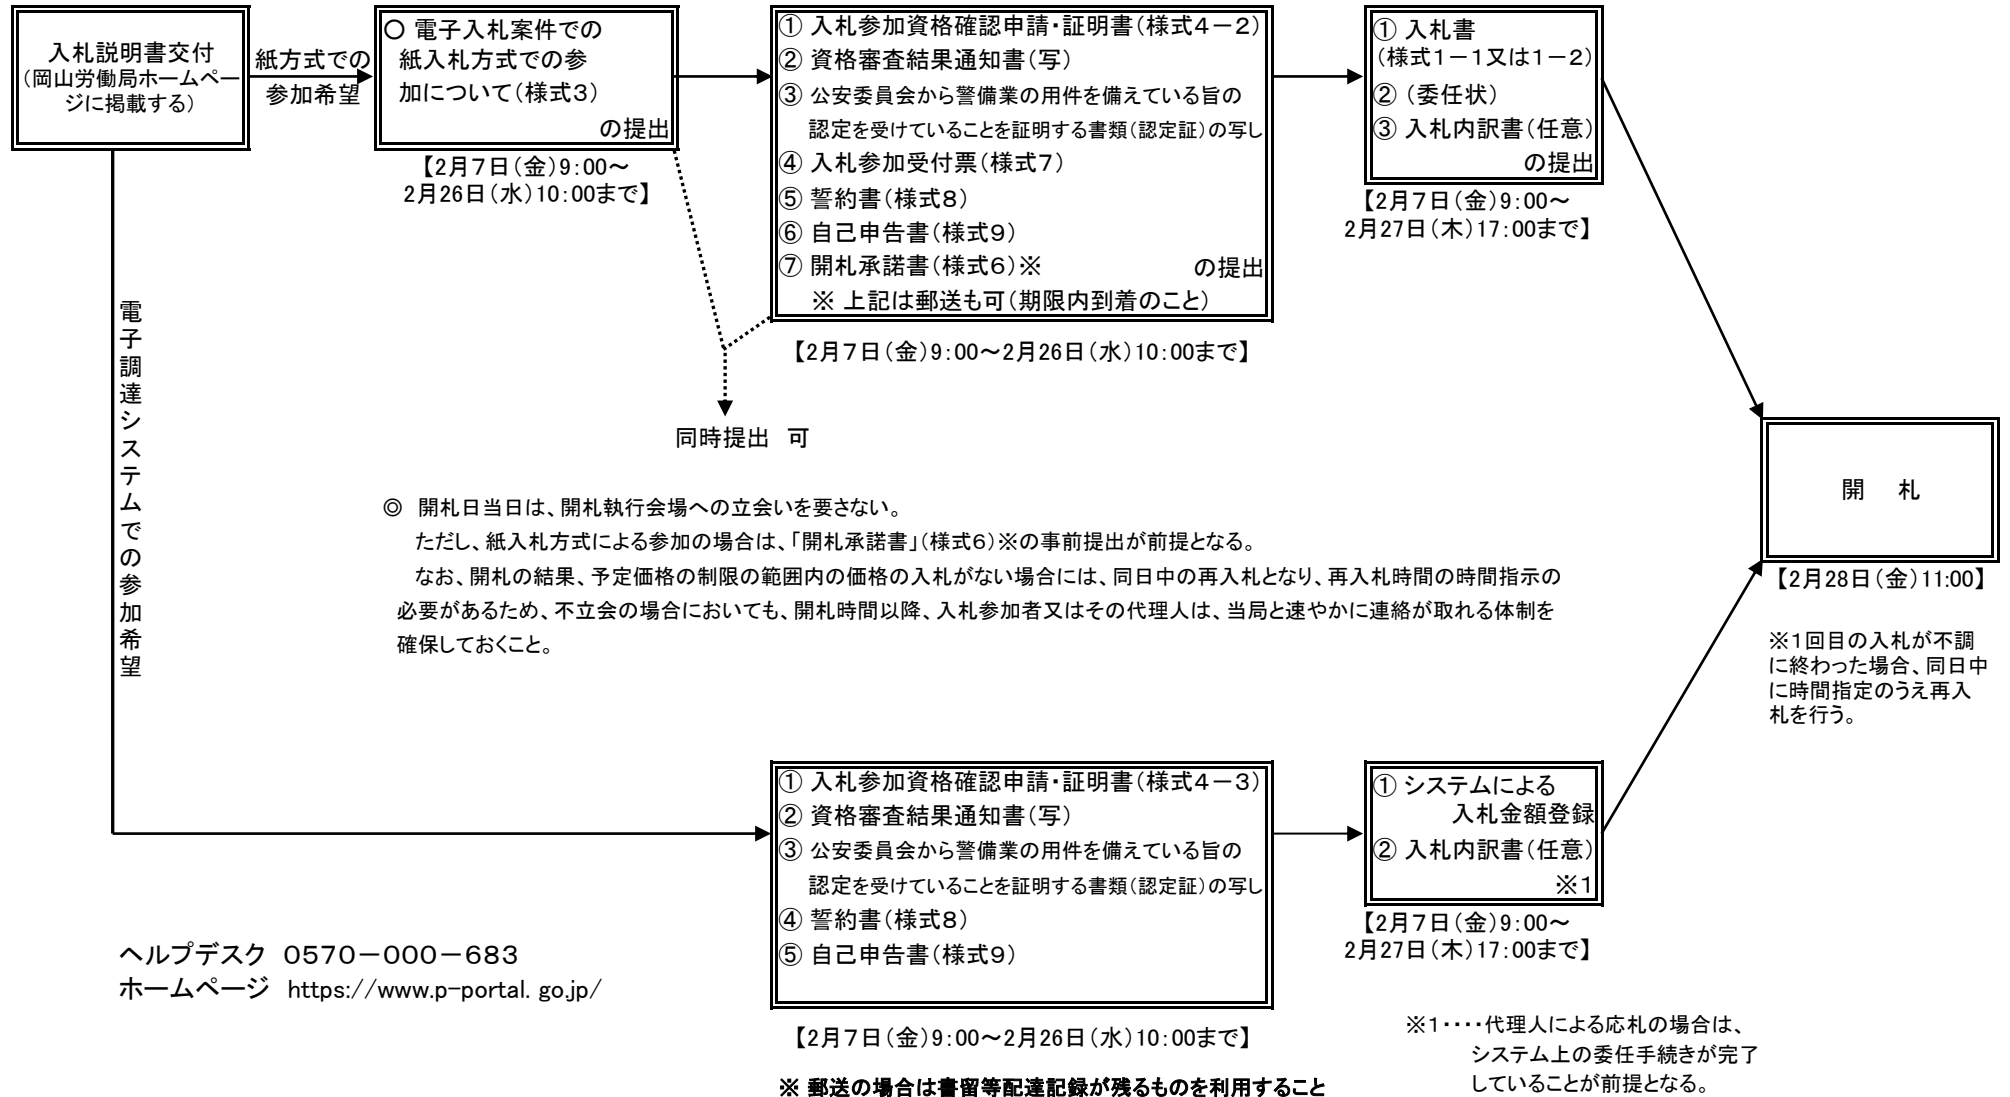 入札説明書交付
(岡山労働局ホームペー
ジに掲載する)
紙方式での
参加希望
〇 電子入札案件での
紙入札方式での参
加について(様式3)
の提出
【2月7日(金)9:00～
2月26日(水)10:00まで】
① 入札参加資格確認申請・証明書(様式4－2)
② 資格審査結果通知書(写)
③ 公安委員会から警備業の用件を備えている旨の
認定を受けていることを証明する書類(認定証)の写し
④ 入札参加受付票(様式7)
⑤ 誓約書(様式8)
⑥ 自己申告書(様式9)
⑦ 開札承諾書(様式6)※ の提出
※ 上記は郵送も可(期限内到着のこと)
【2月7日(金)9:00～2月26日(水)10:00まで】
① 入札書
(様式1－1又は1－2)
② (委任状)
③ 入札内訳書(任意)
の提出
【2月7日(金)9:00～
2月27日(木)17:00まで】
同時提出 可
電子調達システムでの参加希望
◎ 開札日当日は、開札執行会場への立会いを要さない。
ただし、紙入札方式による参加の場合は、「開札承諾書」(様式6)※の事前提出が前提となる。
なお、開札の結果、予定価格の制限の範囲内の価格の入札がない場合には、同日中の再入札となり、再入札時間の時間指示の
必要があるため、不立会の場合においても、開札時間以降、入札参加者又はその代理人は、当局と速やかに連絡が取れる体制を
確保しておくこと。
開 札
【2月28日(金)11:00】
※1回目の入札が不調
に終わった場合、同日中
に時間指定のうえ再入
札を行う。
① 入札参加資格確認申請・証明書(様式4－3)
② 資格審査結果通知書(写)
③ 公安委員会から警備業の用件を備えている旨の
認定を受けていることを証明する書類(認定証)の写し
④ 誓約書(様式8)
⑤ 自己申告書(様式9)
【2月7日(金)9:00～2月26日(水)10:00まで】
※ 郵送の場合は書留等配達記録が残るものを利用すること
① システムによる
入札金額登録
② 入札内訳書(任意)
※1
【2月7日(金)9:00～
2月27日(木)17:00まで】
※1・・・・代理人による応札の場合は、
システム上の委任手続きが完了
していることが前提となる。
ヘルプデスク 0570－000－683
ホームページ https://www.p-portal. go.jp/